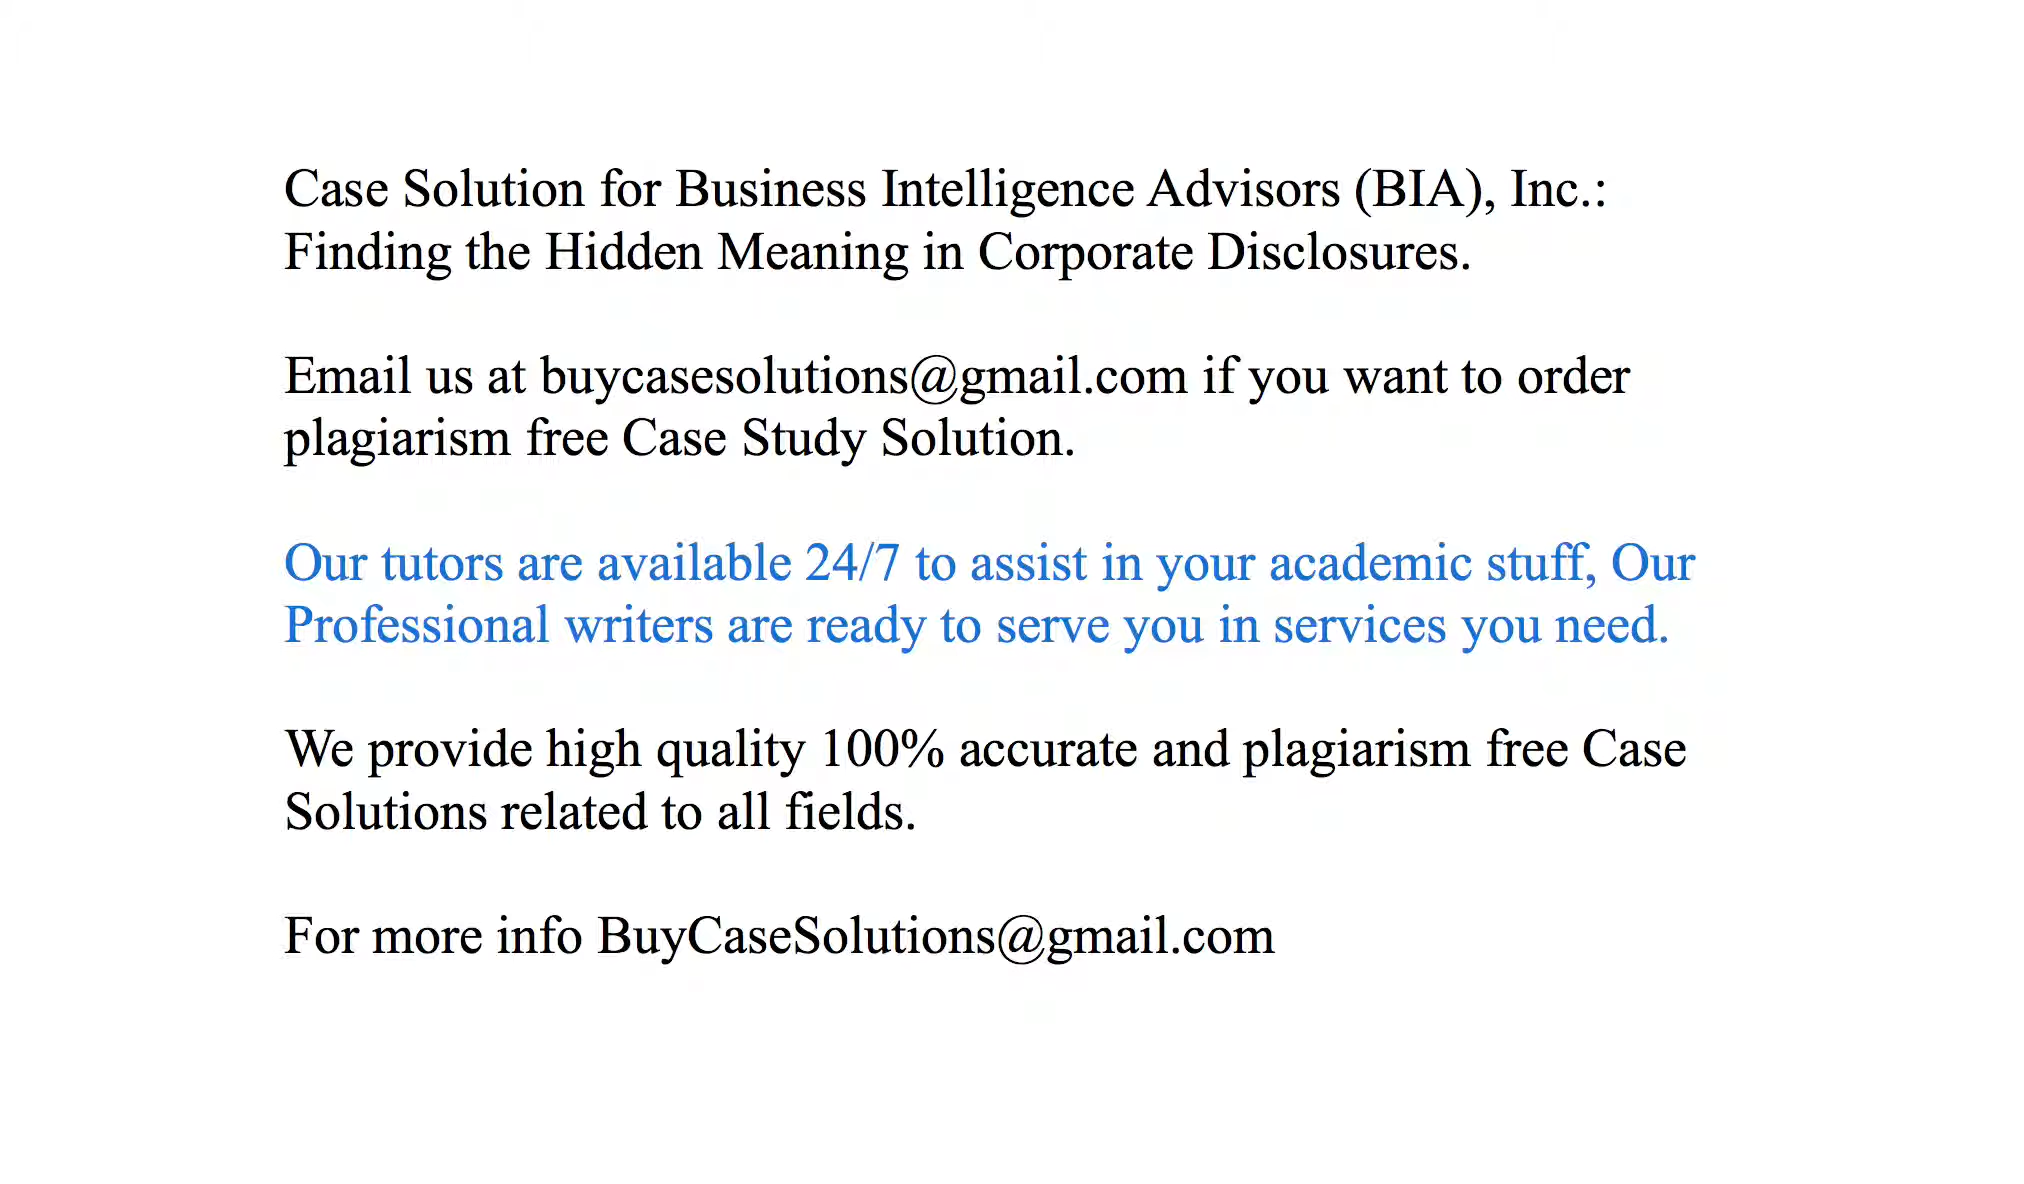 Case Solution for Business Intelligence Advisors (BIA), Inc.:
Finding the Hidden Meaning in Corporate Disclosures.
Email us at buycasesolutions@gmail.com if you want to order
plagiarism free Case Study Solution.
Our tutors are available 24/7 to assist in your academic stuff, Our
Professional writers are ready to serve you in services you need.
We provide high quality 100% accurate and plagiarism free Case
Solutions related to all fields.
For more info BuyCaseSolutions@gmail.com